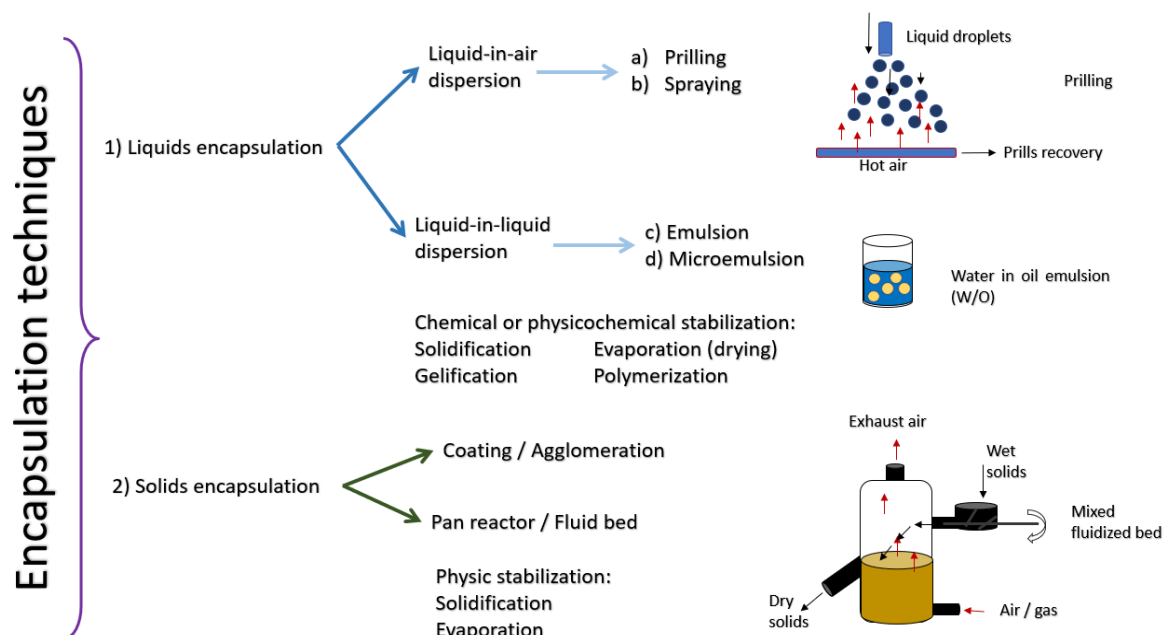 Encapsulation techniques
1) Liquids encapsulation
Liquid-in-air
dispersion
a) Prilling
b) Spraying
Liquid droplets
Prilling
Hot air
Prills recovery
Liquid-in-liquid
dispersion
c) Emulsion
d) Microemulsion
Water in oil emulsion
(W/O)
Chemical or physicochemical stabilization:
Solidification Evaporation (drying)
Gelification Polymerization
2) Solids encapsulation
Coating / Agglomeration
Pan reactor / Fluid bed
Physic stabilization:
Solidification
Evaporation
Exhaust air
Wet
solids
Mixed
fluidized bed
Dry
solids
Air / gas